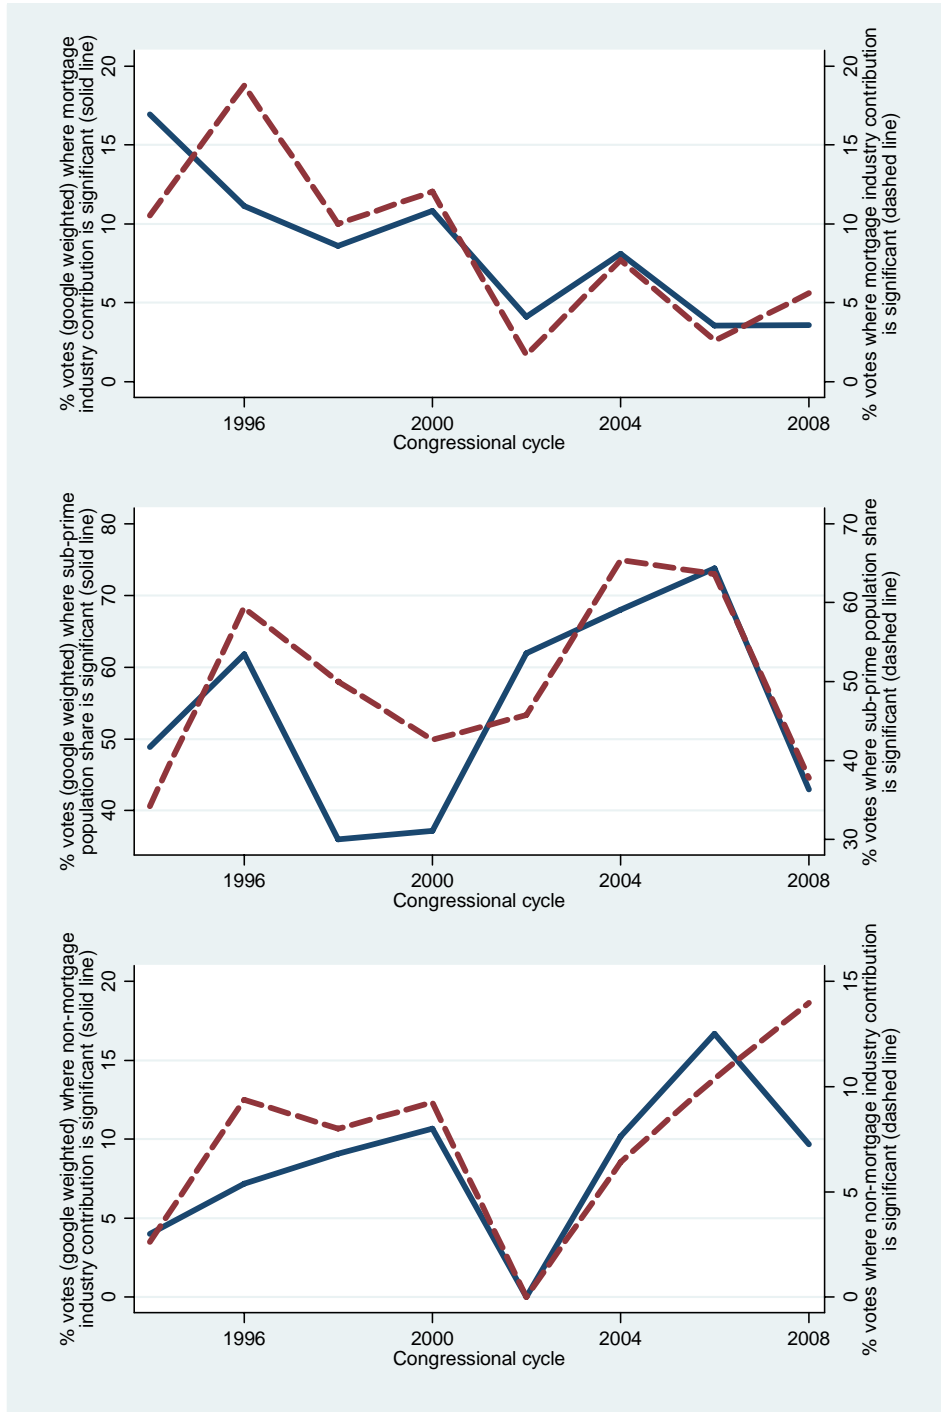 % votes (google weighted) where mortgage
industry contribution is significant (solid line)
20
15
10
5
0
20
15
10
5
0
% votes where mortgage industry contribution
is significant (dashed line)
1996
2000
2004
2008
Congressional cycle
% votes (google weighted) where sub-prime
population share is significant (solid line)
80
70
60
50
40
70
60
50
40
30
% votes where sub-prime population share
is significant (dashed line)
1996
2000
2004
2008
Congressional cycle
% votes (google weighted) where non-mortgage
industry contribution is significant (solid line)
20
15
10
5
0
15
10
5
0
% votes where non-mortgage industry contribution
is significant (dashed line)
1996
2000
2004
2008
Congressional cycle